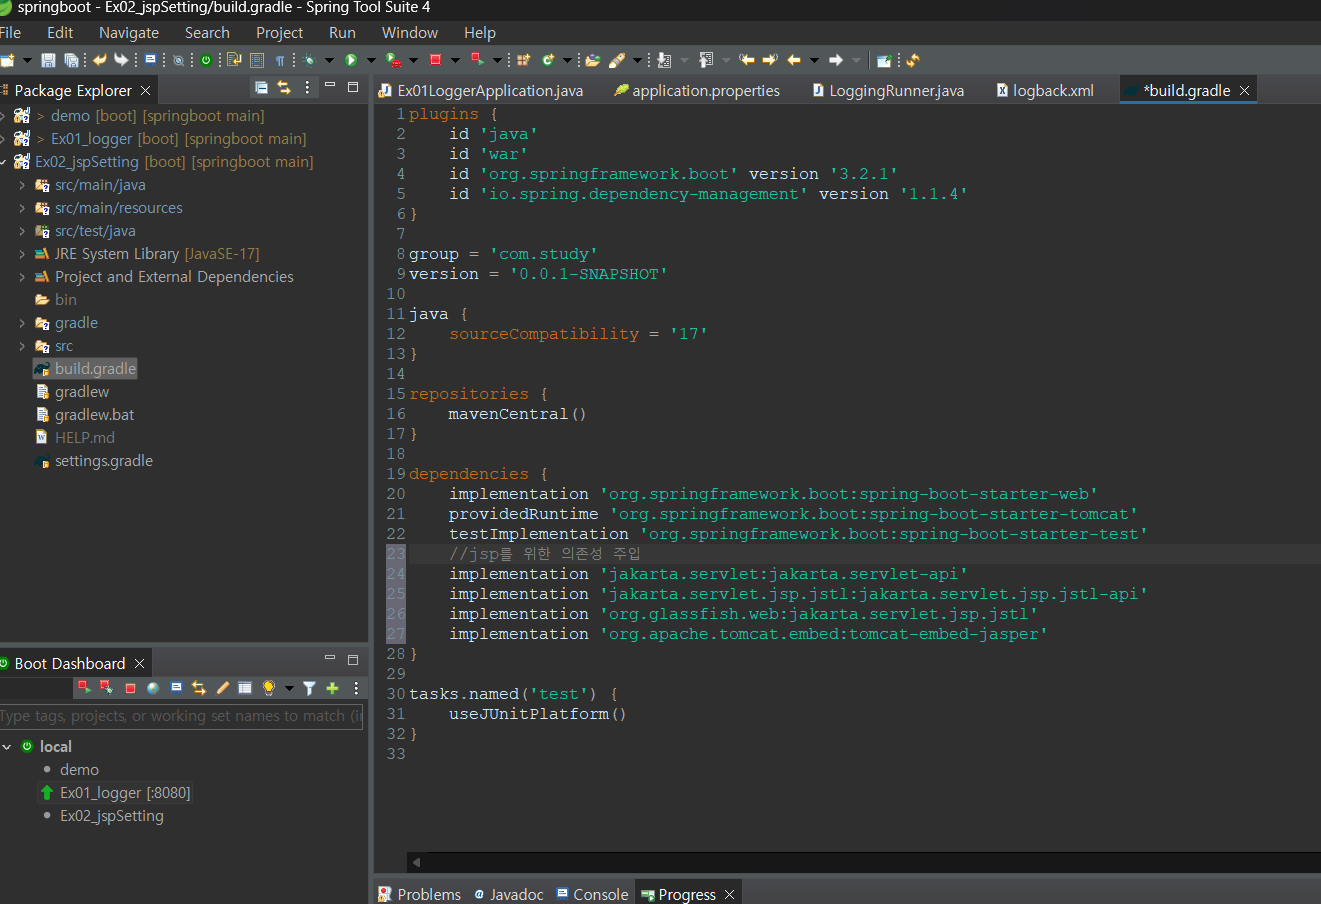 springboot - Ex02_jspSetting/build.gradle - Spring Tool Suite 4
File Edit Navigate Search Project Run Window Help
Package Explorer
Ex01LoggerApplication.java application.properties LoggingRunner.java logback.xml *build.gradle
> demo [boot] [springboot main]
> Ex01_logger [boot] [springboot main]
Ex02_jspSetting [boot] [springboot main]
src/main/java
src/main/resources
src/test/java
JRE System Library [JavaSE-17]
Project and External Dependencies
bin
gradle
src
build.gradle
gradlew
gradlew.bat
HELP.md
settings.gradle
1 plugins {
2 id 'java'
3 id 'war'
4 id 'org.springframework.boot' version '3.2.1'
5 id 'io.spring.dependency-management' version '1.1.4'
6 }
7
8 group = 'com.study'
9 version = '0.0.1-SNAPSHOT'
10
11 java {
12 sourceCompatibility = '17'
13 }
14
15 repositories {
16 mavenCentral()
17 }
18
19 dependencies {
20 implementation 'org.springframework.boot:spring-boot-starter-web'
21 providedRuntime 'org.springframework.boot:spring-boot-starter-tomcat'
22 testImplementation 'org.springframework.boot:spring-boot-starter-test'
23 //jsp를 위한 의존성 주입
24 implementation 'jakarta.servlet:jakarta.servlet-api'
25 implementation 'jakarta.servlet.jsp.jstl:jakarta.servlet.jsp.jstl-api'
26 implementation 'org.glassfish.web:jakarta.servlet.jsp.jstl'
27 implementation 'org.apache.tomcat.embed:tomcat-embed-jasper'
28 }
29
30 tasks.named('test') {
31 useJUnitPlatform()
32 }
33
Boot Dashboard
Type tags, projects, or working set names to match (in
local
demo
Ex01_logger [:8080]
Ex02_jspSetting
Problems Javadoc Console Progress